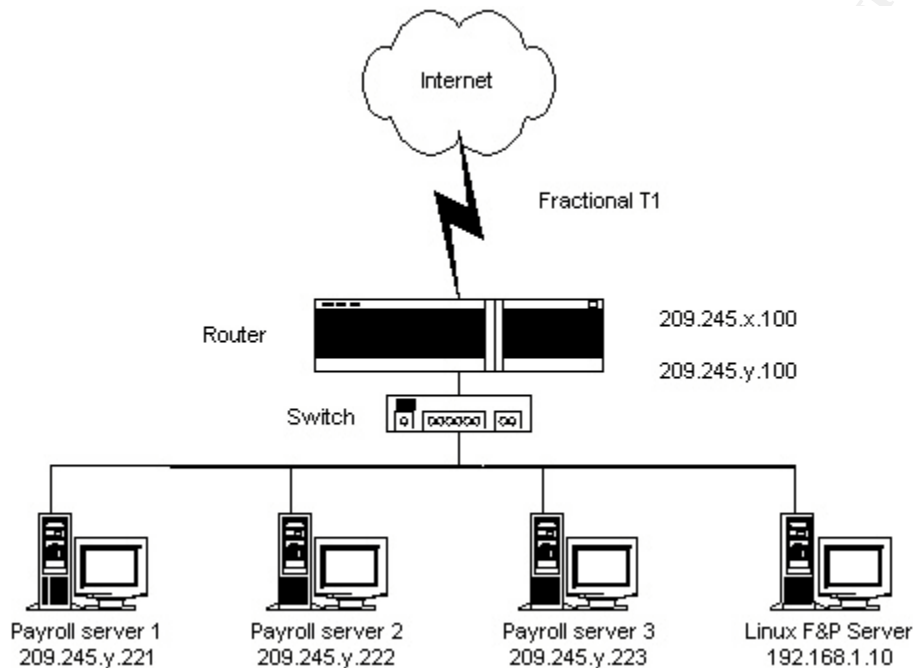 Internet
Fractional T1
Router
209.245.x.100
209.245.y.100
Switch
Payroll server 1
209.245.y.221
Payroll server 2
209.245.y.222
Payroll server 3
209.245.y.223
Linux F&P Server
192.168.1.10